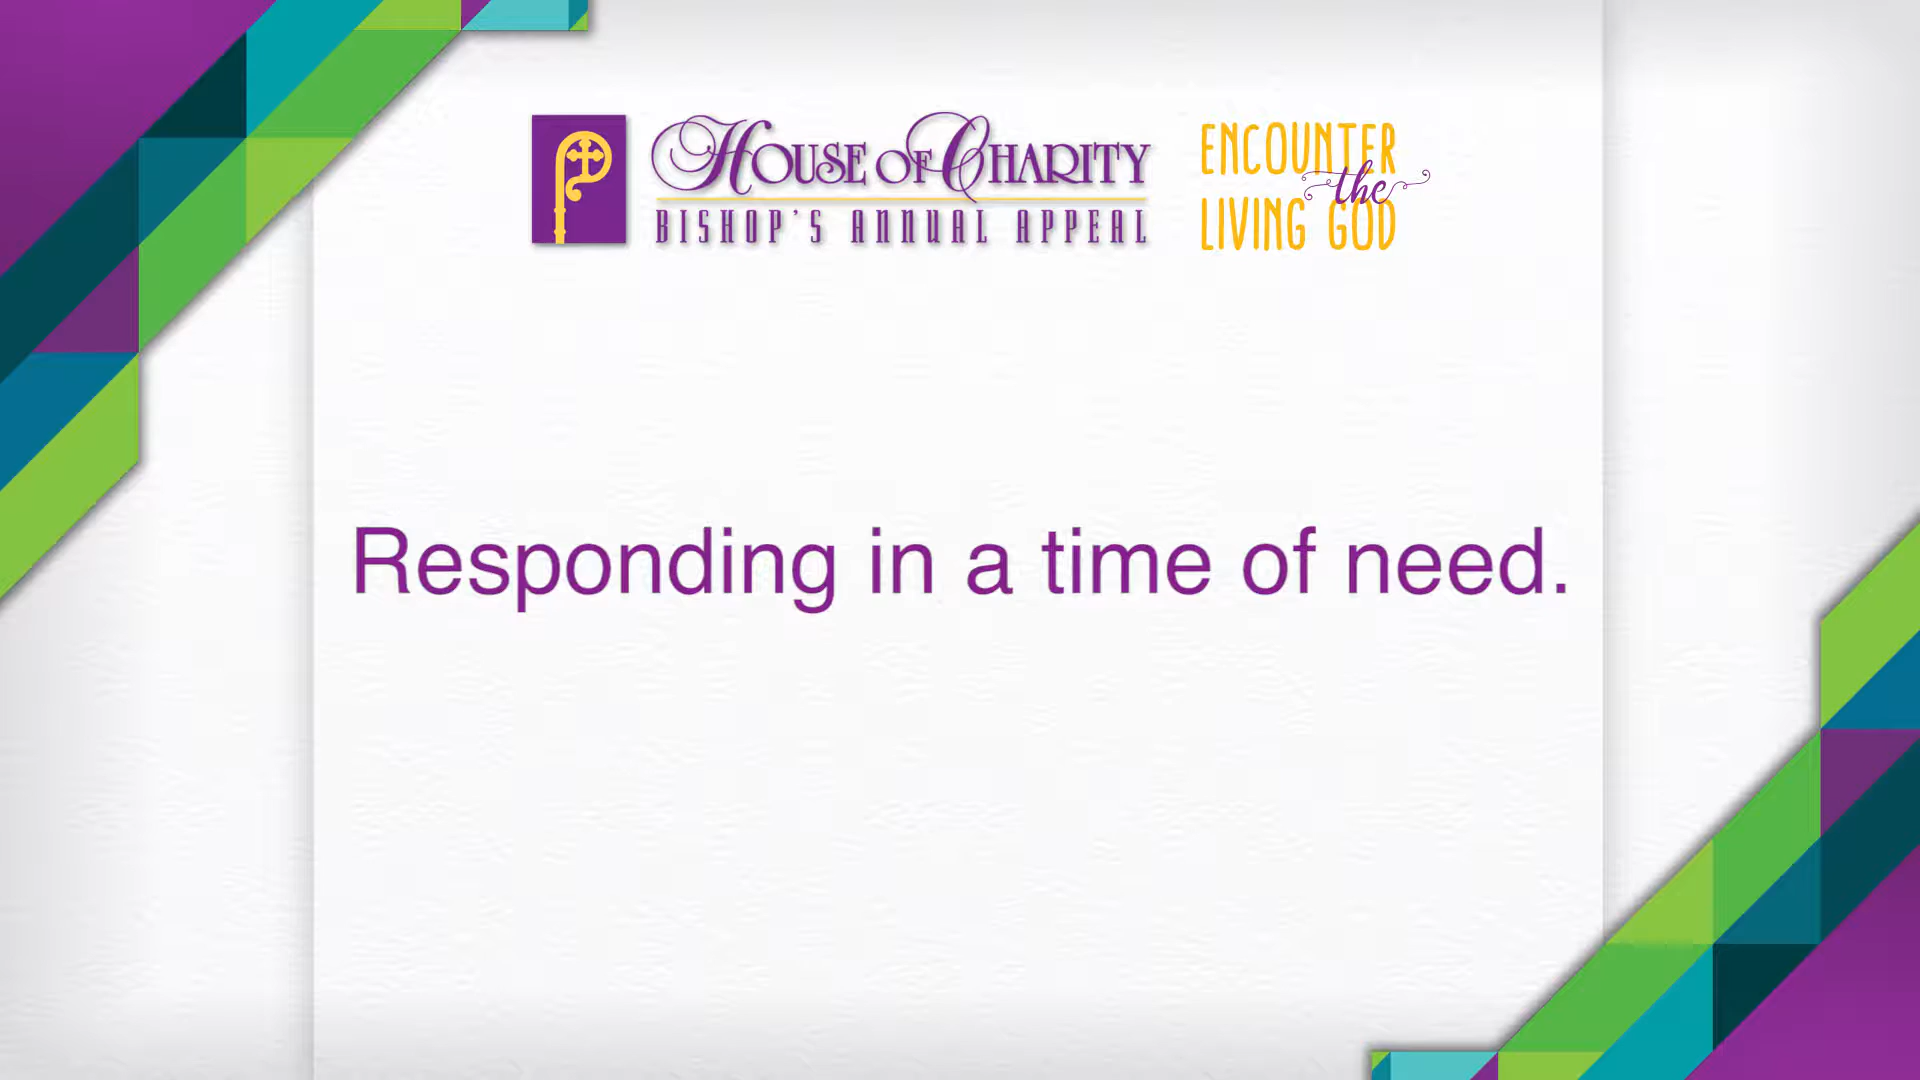 House of Charity
BISHOP'S ANNUAL APPEAL
ENCOUNTER
the
LIVING GOD
Responding in a time of need.